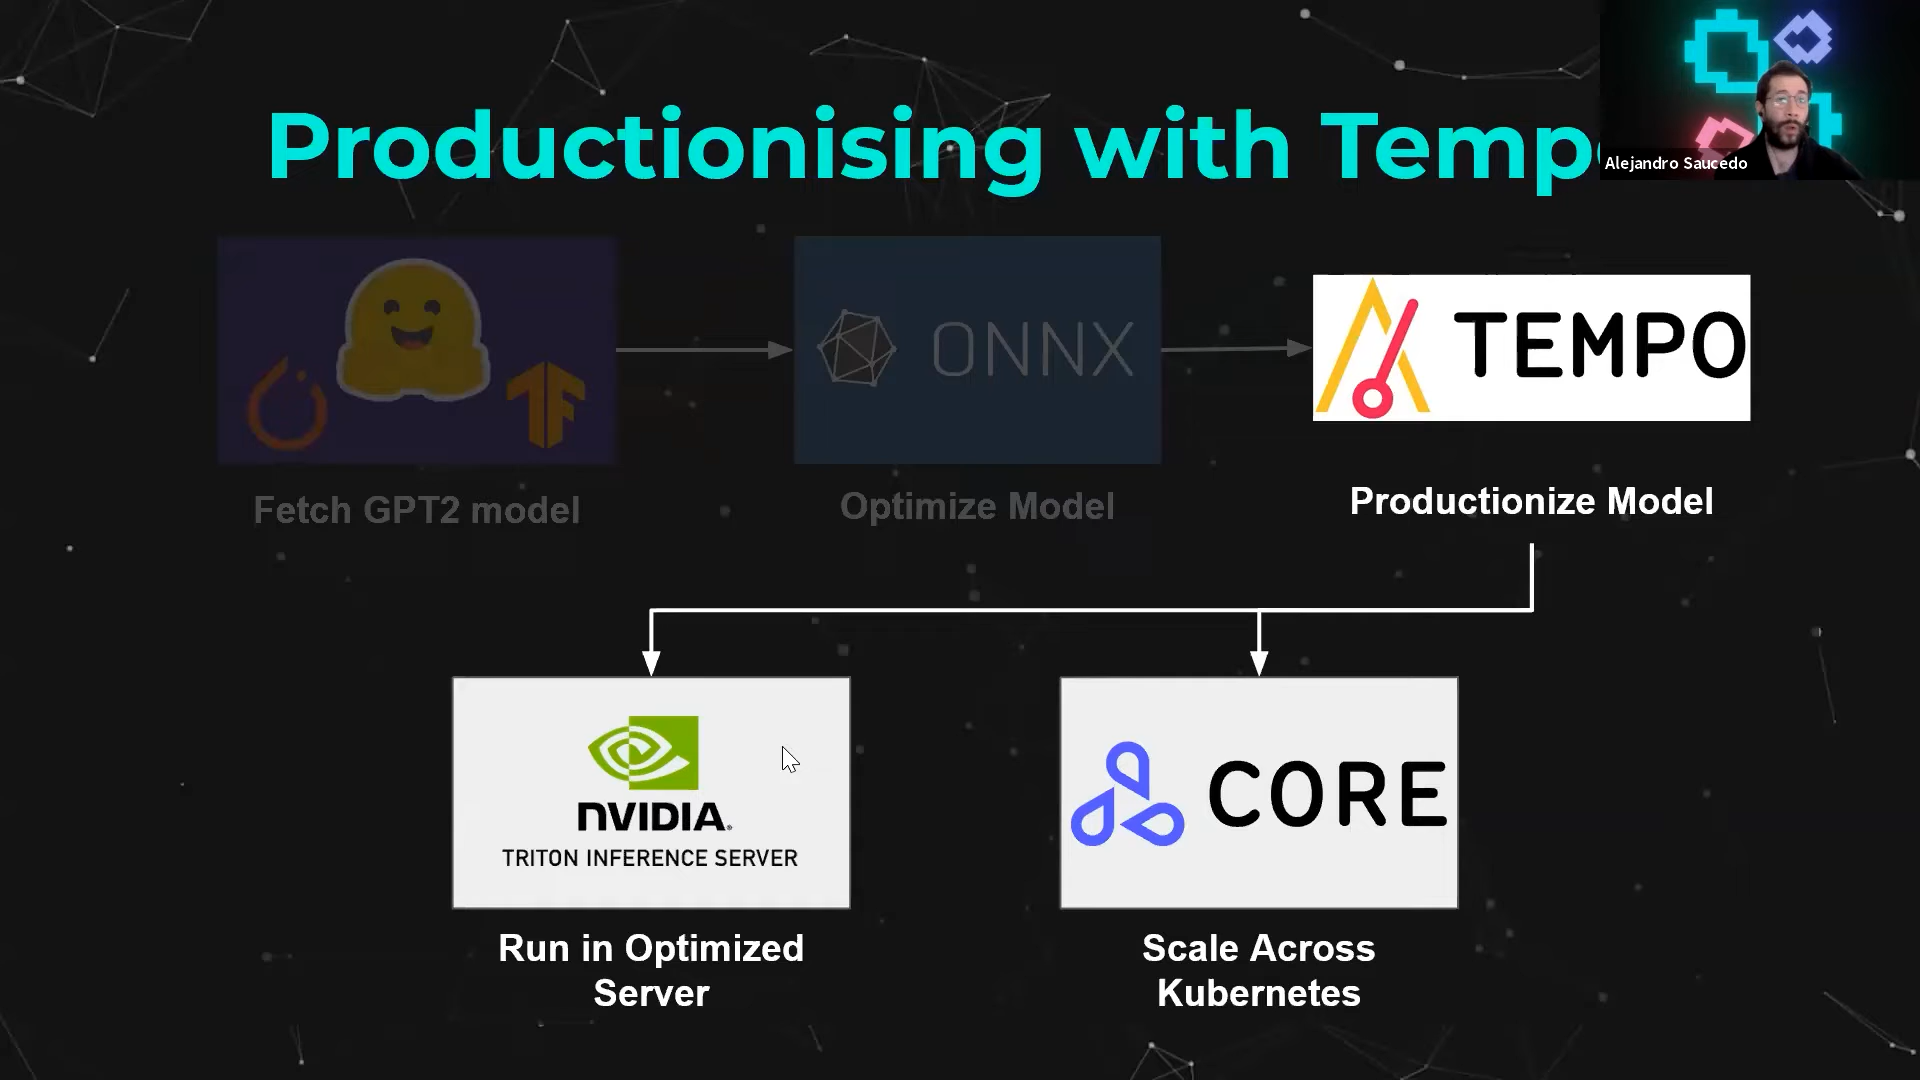 Productionising with Temp
Alejandro Saucedo
ONNX
TEMPO
Fetch GPT2 model
Optimize Model
Productionize Model
nVIDIA.
TRITON INFERENCE SERVER
CORE
Run in Optimized
Server
Scale Across
Kubernetes